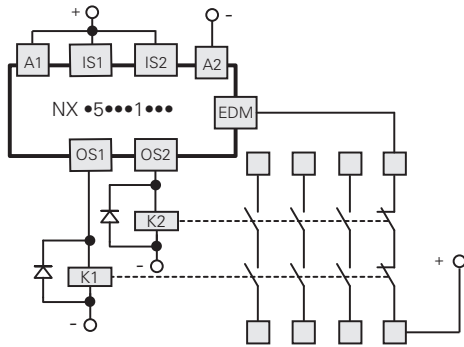 +
-
A1 IS1 IS2 A2
NX •5•••1•••
EDM
OS1 OS2
K2
-
+
K1
-